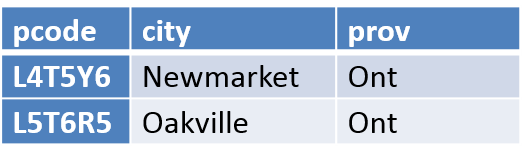 pcode city prov
L4T5Y6 Newmarket Ont
L5T6R5 Oakville Ont